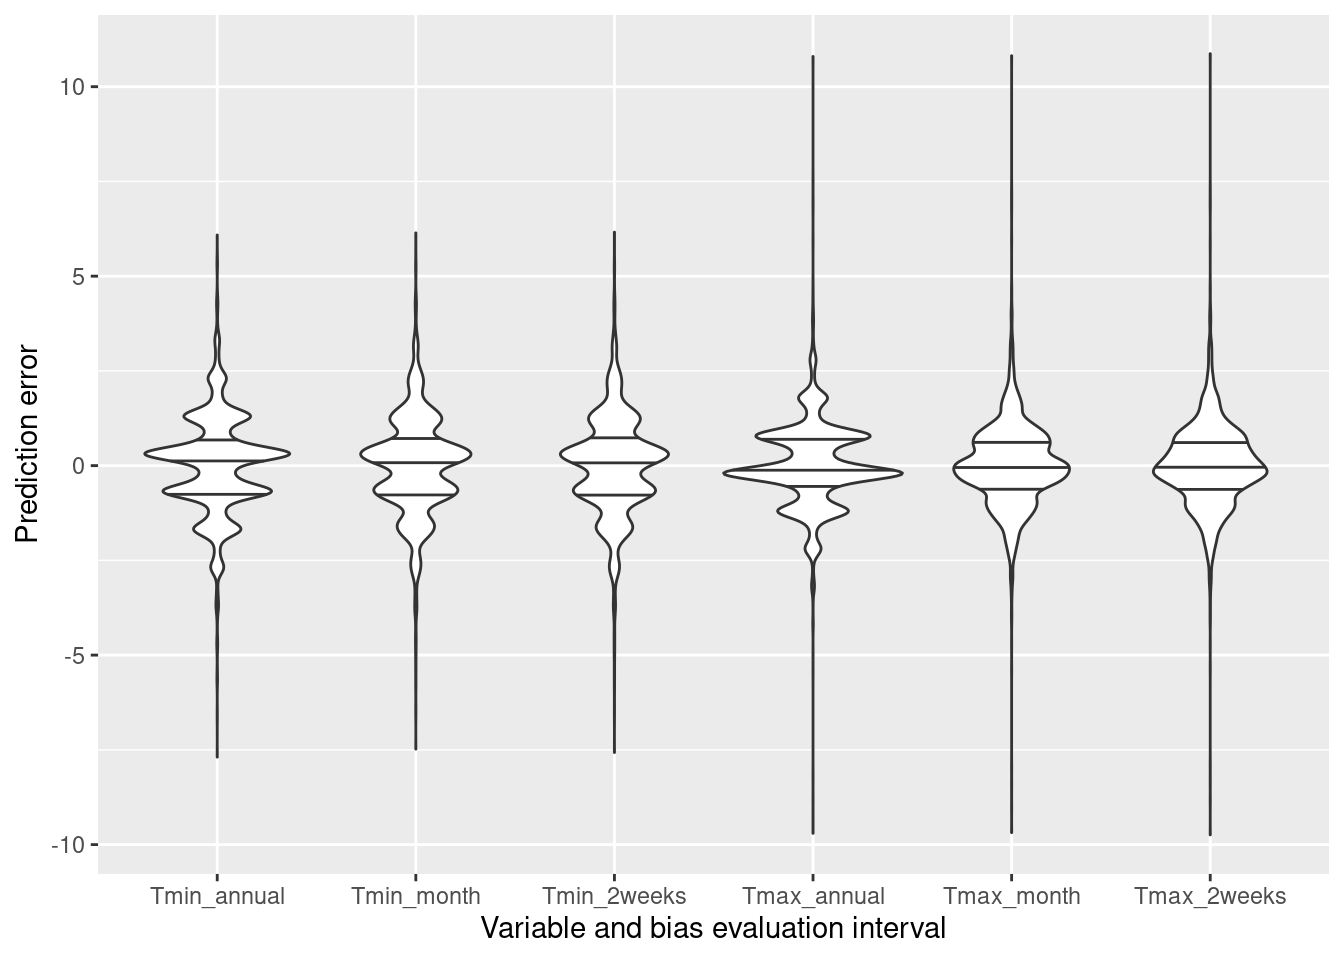 Prediction error
10
5
0
-5
-10
Tmin_annual Tmin_month Tmin_2weeks Tmax_annual Tmax_month Tmax_2weeks
Variable and bias evaluation interval